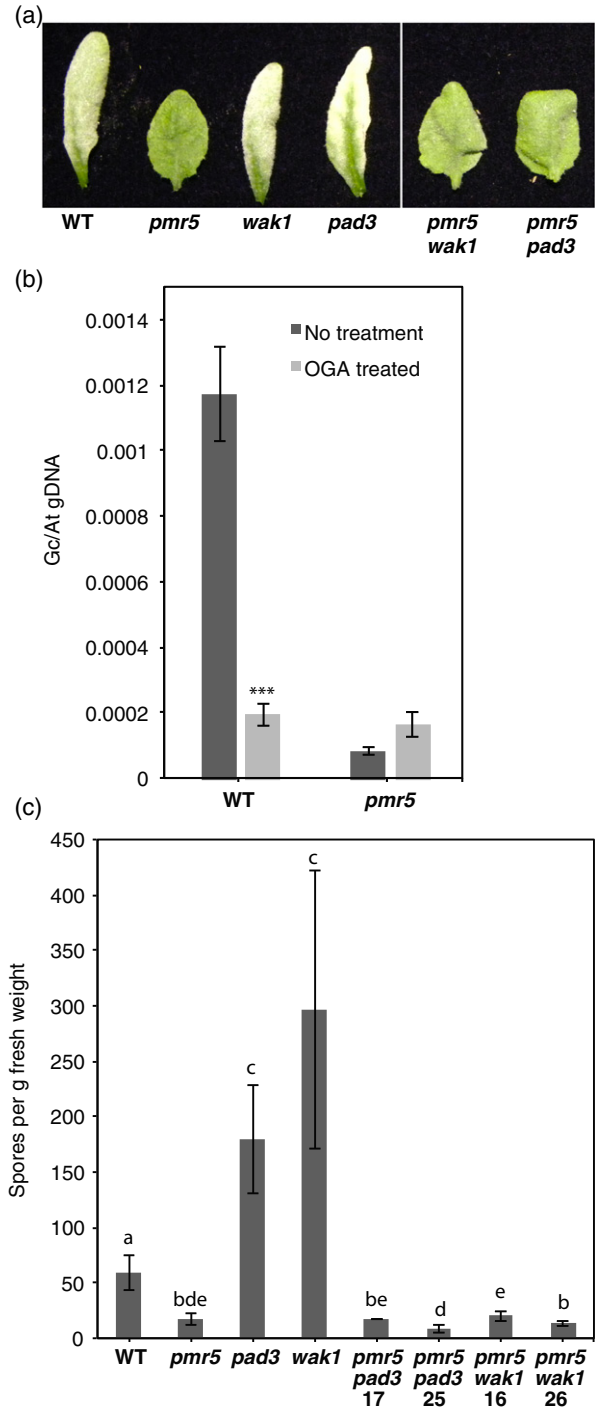 (a)
WT pmr5 wak1 pad3 pmr5 wak1 pmr5 pad3
(b)
0.0014
0.0012
0.001
0.0008
0.0006
0.0004
0.0002
0
Gc/At gDNA
No treatment
OGA treated
***
WT pmr5
(c)
450
400
350
300
250
200
150
100
50
0
Spores per g fresh weight
a
bde
c
c
be
d
e
b
WT pmr5 pad3 wak1 pmr5 pad3 17 pmr5 pad3 25 pmr5 wak1 16 pmr5 wak1 26